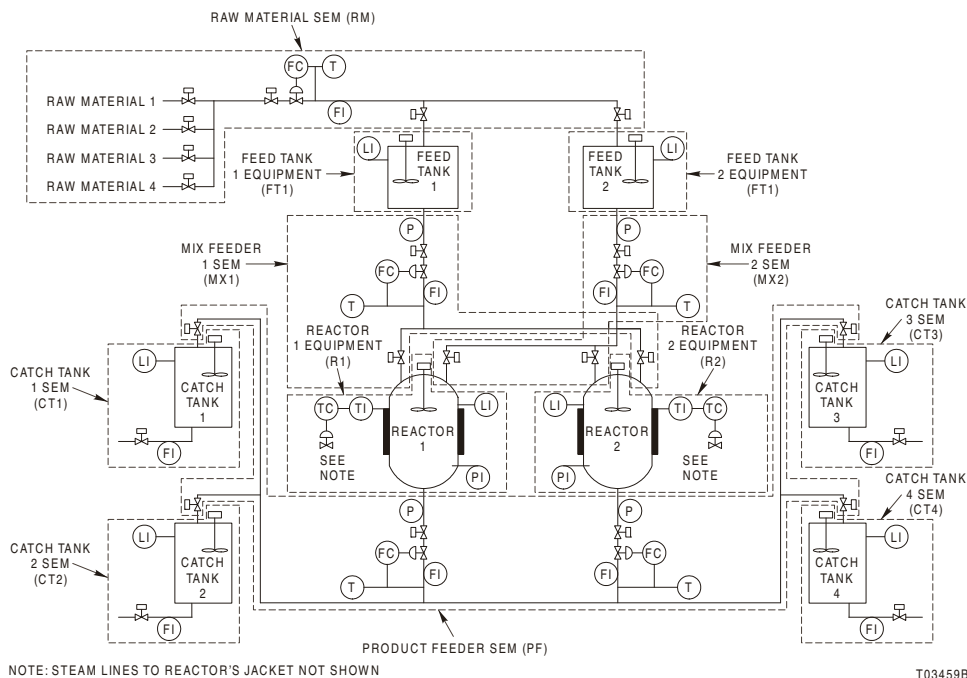 RAW MATERIAL SEM (RM)
FC
T
RAW MATERIAL 1
FI
RAW MATERIAL 2
RAW MATERIAL 3
RAW MATERIAL 4
FEED TANK
1 EQUIPMENT
(FT1)
LI
FEED
TANK
1
FEED
TANK
2
LI
FEED TANK
2 EQUIPMENT
(FT1)
P
P
MIX FEEDER
1 SEM
(MX1)
FC
FI
T
FI
FC
T
MIX FEEDER
2 SEM
(MX2)
REACTOR
1 EQUIPMENT
(R1)
REACTOR
2 EQUIPMENT
(R2)
CATCH TANK
3 SEM
(CT3)
CATCH TANK
1 SEM
(CT1)
LI
CATCH
TANK
1
FI
TC
TI
SEE
NOTE
LI
REACTOR
1
PI
LI
REACTOR
2
PI
TI
TC
SEE
NOTE
CATCH
TANK
3
LI
FI
CATCH TANK
4 SEM
(CT4)
CATCH TANK
2 SEM
(CT2)
LI
CATCH
TANK
2
FI
P
FC
FI
T
P
FC
FI
T
CATCH
TANK
4
LI
FI
PRODUCT FEEDER SEM (PF)
NOTE: STEAM LINES TO REACTOR'S JACKET NOT SHOWN
T03459B